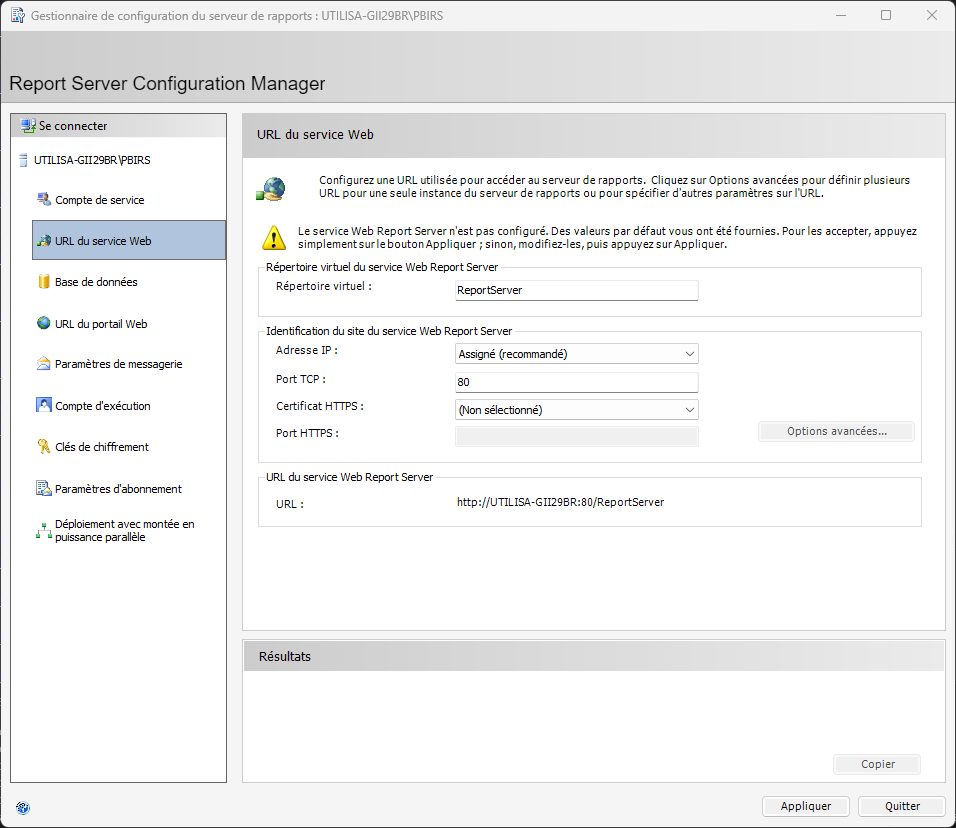 Gestionnaire de configuration du serveur de rapports : UTILISA-GII29BR\PBIRS
Report Server Configuration Manager
Se connecter
UTILISA-GII29BR\PBIRS
Compte de service
URL du service Web
Base de données
URL du portail Web
Paramètres de messagerie
Compte d'exécution
Clés de chiffrement
Paramètres d'abonnement
Déploiement avec montée en
puissance parallèle
URL du service Web
Configurez une URL utilisée pour accéder au serveur de rapports. Cliquez sur Options avancées pour définir plusieurs
URL pour une seule instance du serveur de rapports ou pour spécifier d'autres paramètres sur l'URL.
Le service Web Report Server n'est pas configuré. Des valeurs par défaut vous ont été fournies. Pour les accepter, appuyez
simplement sur le bouton Appliquer ; sinon, modifiez-les, puis appuyez sur Appliquer.
Répertoire virtuel du service Web Report Server
Répertoire virtuel : ReportServer
Identification du site du service Web Report Server
Adresse IP : Assigné (recommandé)
Port TCP : 80
Certificat HTTPS : (Non sélectionné)
Port HTTPS :
Options avancées...
URL du service Web Report Server
URL : http://UTILISA-GII29BR:80/ReportServer
Résultats
Copier
Appliquer Quitter